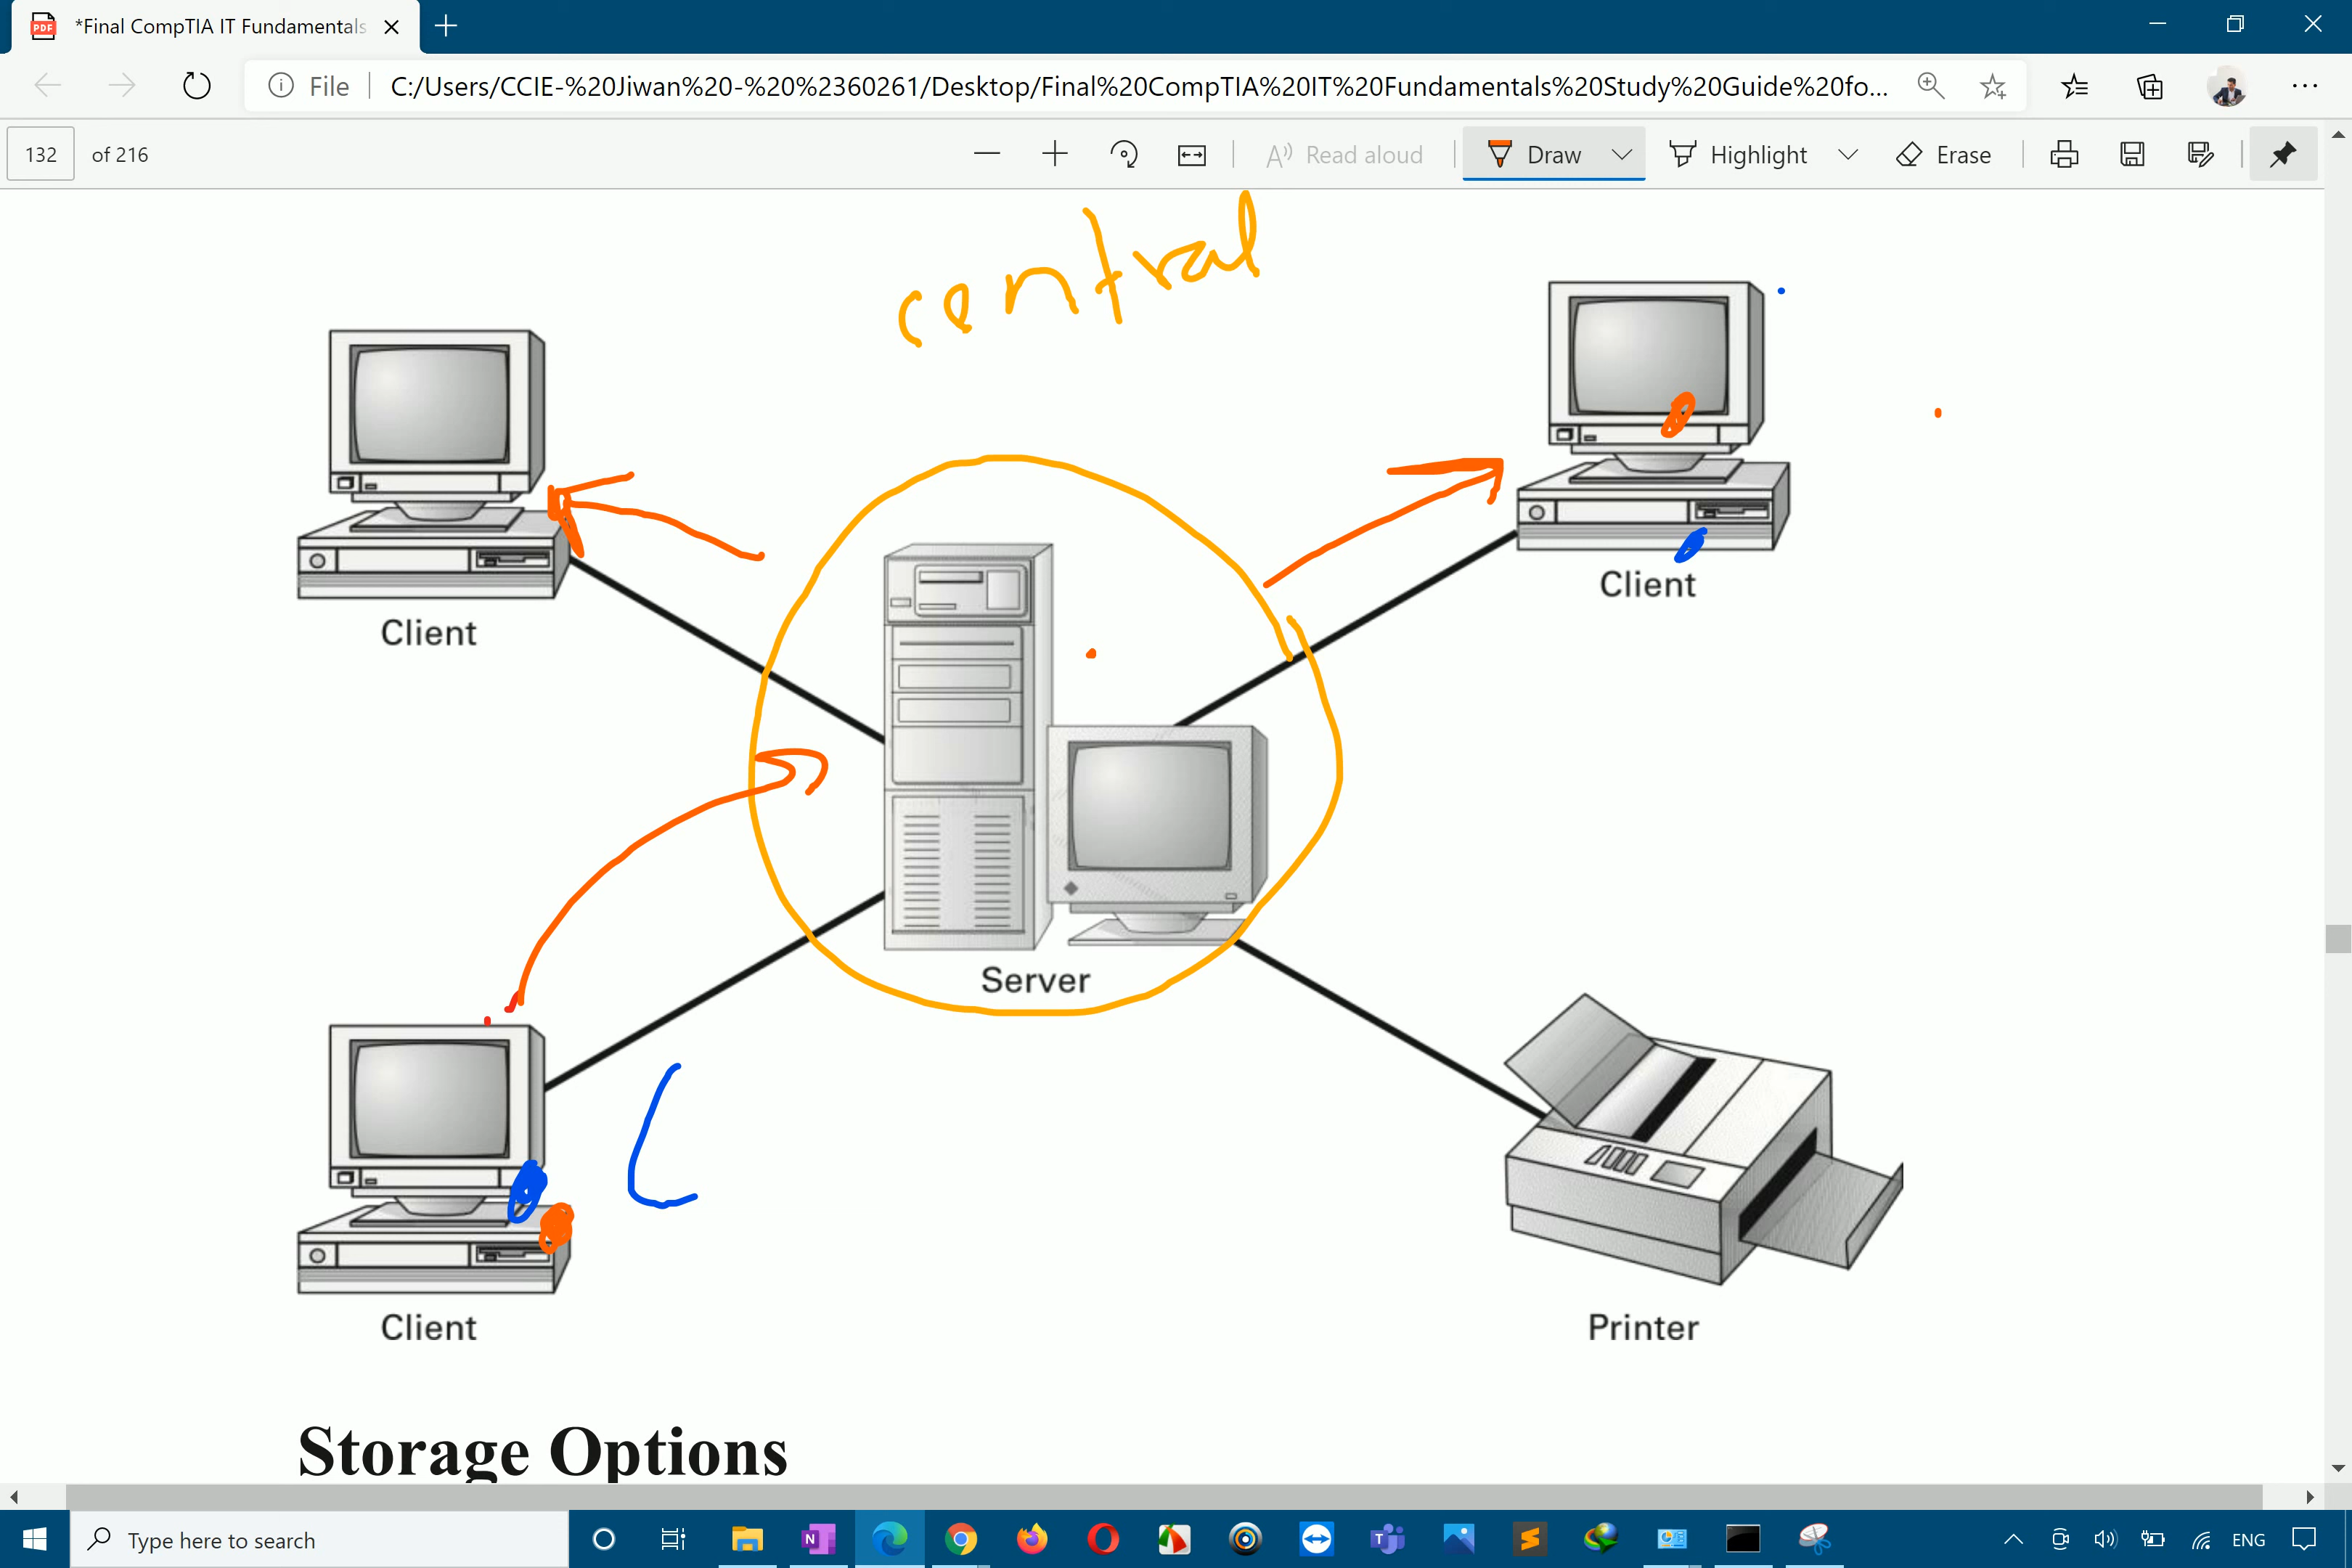 *Final CompTIA IT Fundamentals
File
C:/Users/CCIE-%20Jiwan%20-%20%2360261/Desktop/Final%20CompTIA%20IT%20Fundamentals%20Study%20Guide%20fo...
132 of 216
Read aloud
Draw
Highlight
Erase
central
Client
Client
Server
Client
Printer
Storage Options
Type here to search
ENG